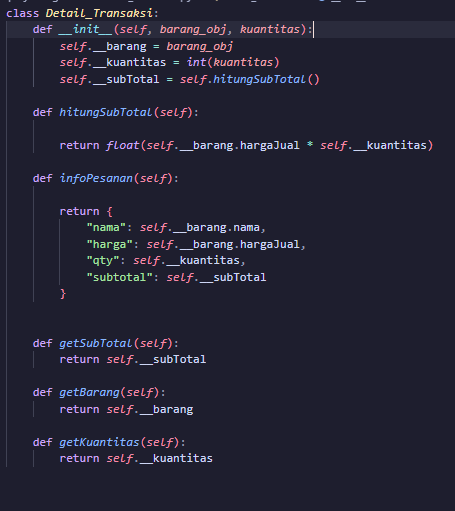 class Detail_Transaksi:
    def __init__(self, barang_obj, kuantitas):
        self.__barang = barang_obj
        self.__kuantitas = int(kuantitas)
        self.__subTotal = self.hitungSubTotal()
    def hitungSubTotal(self):
        return float(self.__barang.hargaJual * self.__kuantitas)
    def infoPesanan(self):
        return {
            "nama": self.__barang.nama,
            "harga": self.__barang.hargaJual,
            "qty": self.__kuantitas,
            "subtotal": self.__subTotal
        }
    def getSubTotal(self):
        return self.__subTotal
    def getBarang(self):
        return self.__barang
    def getKuantitas(self):
        return self.__kuantitas